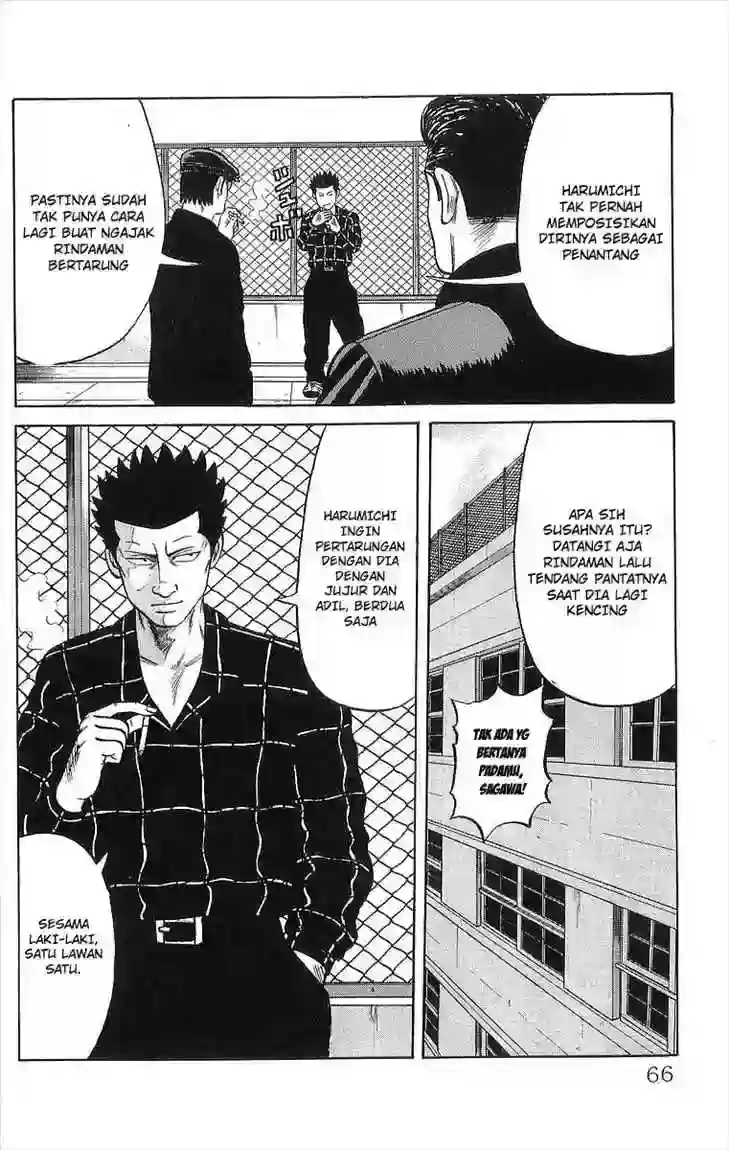 HARUMICHI
TAK PERNAH
MEMPOSISIKAN
DIRINYA SEBAGAI
PENANTANG
PASTINYA SUDAH
TAK PUNYA CARA
LAGI BUAT NGAJAK
RINDAMAN
BERTARUNG
APA SIH
SUSAHNYA ITU?
DATANGI AJA
RINDAMAN LALU
TENDANG PANTATNYA
SAAT DIA LAGI
KENCING
TAK ADA YG
BERTANYA
PADAMU,
SAGAWA!
HARUMICHI
INGIN
PERTARUNGAN
DENGAN DIA
DENGAN
JUJUR DAN
ADIL, BERDUA
SAJA
SESAMA
LAKI-LAKI,
SATU LAWAN
SATU.
66